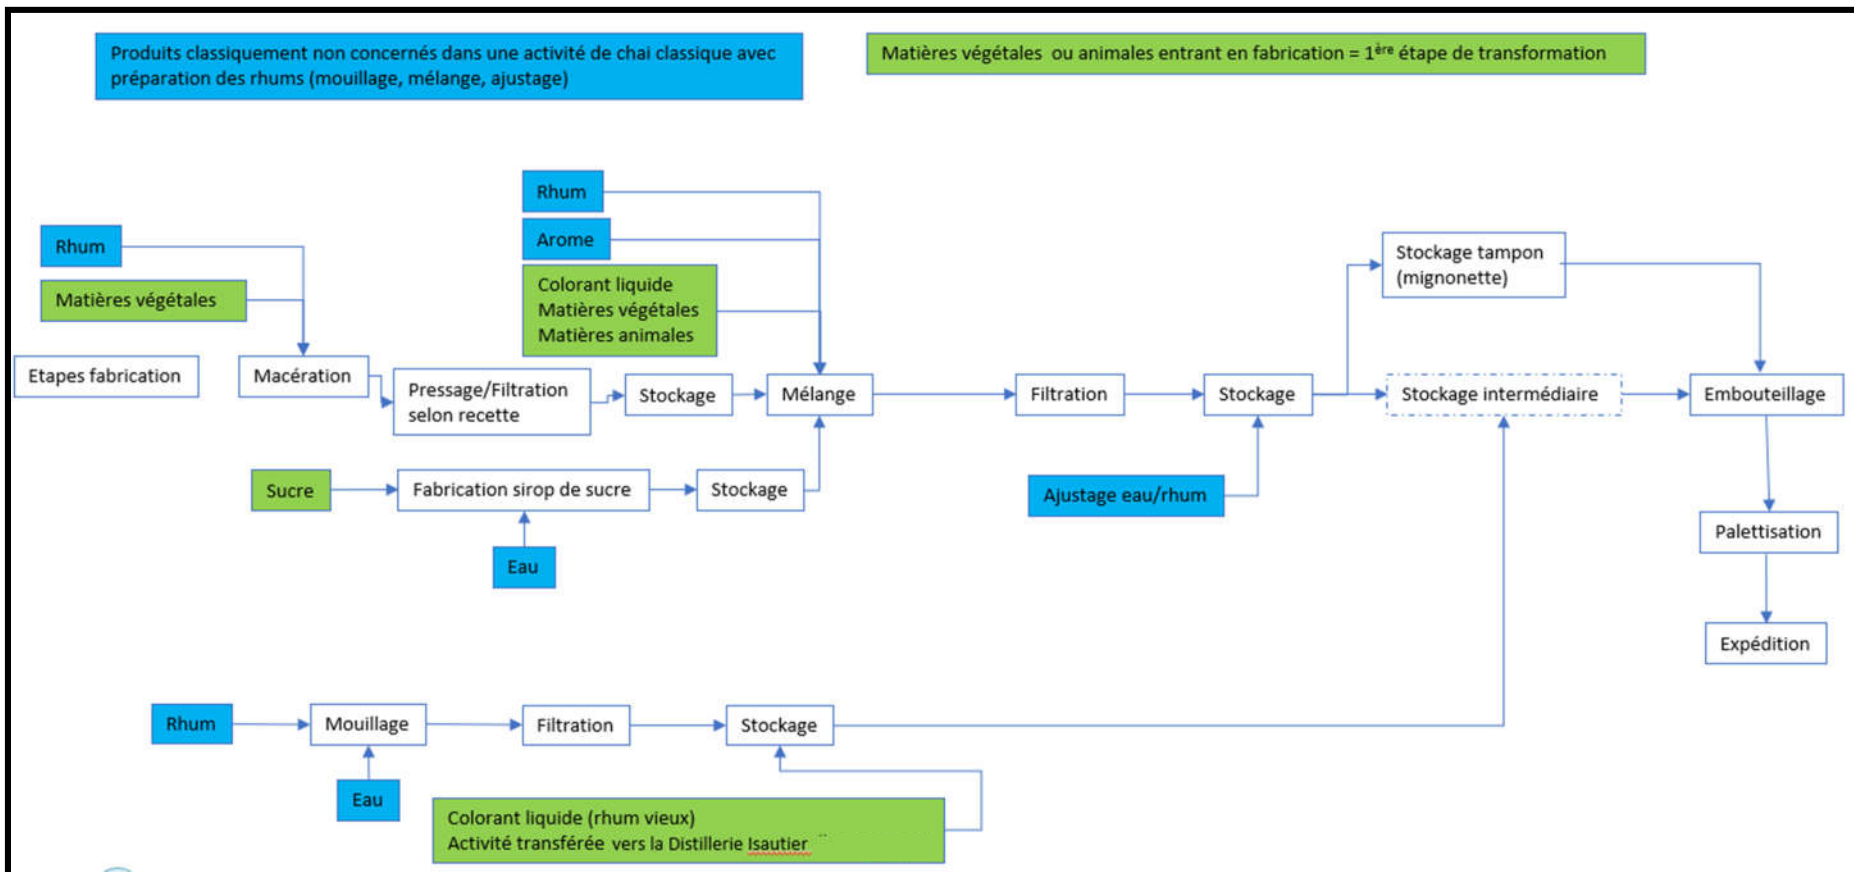 Produits classiquement non concernés dans une activité de chai classique avec
préparation des rhums (mouillage, mélange, ajustage)
Matières végétales ou animales entrant en fabrication = 1ère étape de transformation
Rhum
Arome
Colorant liquide
Matières végétales
Matières animales
Rhum
Matières végétales
Stockage tampon
(mignonette)
Etapes fabrication
Macération
Pressage/Filtration
selon recette
Stockage
Mélange
Filtration
Stockage
Stockage intermédiaire
Embouteillage
Sucre
Fabrication sirop de sucre
Stockage
Ajustage eau/rhum
Eau
Palettisation
Expédition
Rhum
Mouillage
Filtration
Stockage
Eau
Colorant liquide (rhum vieux)
Activité transférée vers la Distillerie Isautier